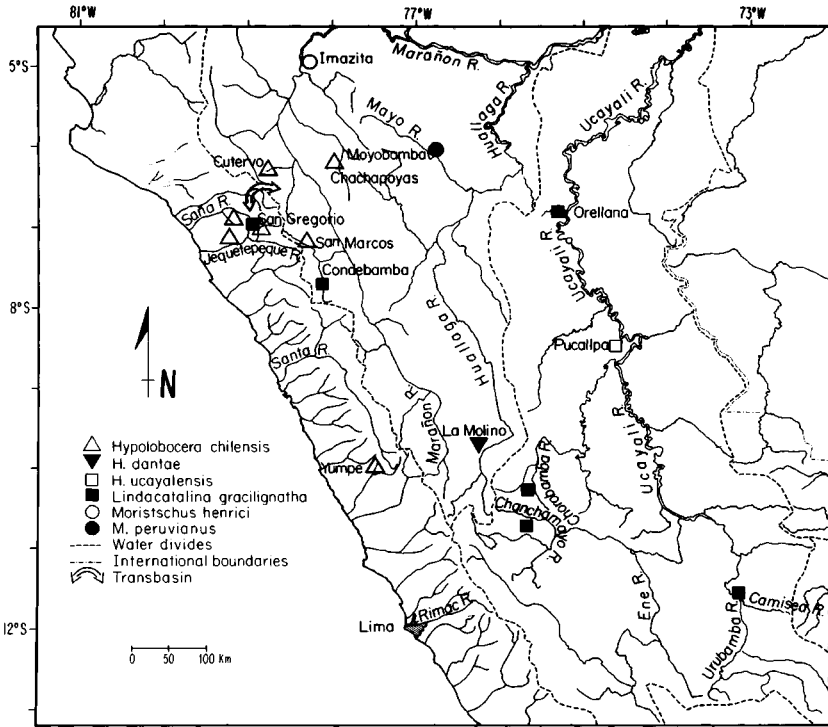 81°W
77°W
73°W
5°S
Imazita
Marañon R.
Huallaga R.
Ucayali R.
Mayo R.
Cutervo
Moyobamba
Chachapoyas
Saña R.
San Gregorio
Orellana
San Marcos
Jequetepeque R.
Condebamba
Ucayali R.
8°S
Huallaga R.
N
Santa R.
Pucallpa
Marañon R.
La Molino
Ucayali R.
Yumpe
Chorobamba R.
Chanchamayo R.
△ Hypolobocera chilensis
▼ H. dantae
□ H. ucayalensis
■ Lindacatalina gracilignatha
○ Moristschus henrici
● M. peruvianus
Water divides
International boundaries
Transbasin
Ene R.
Camisea R.
Urubamba R.
Rimac R.
Lima
12°S
0 50 100 Km